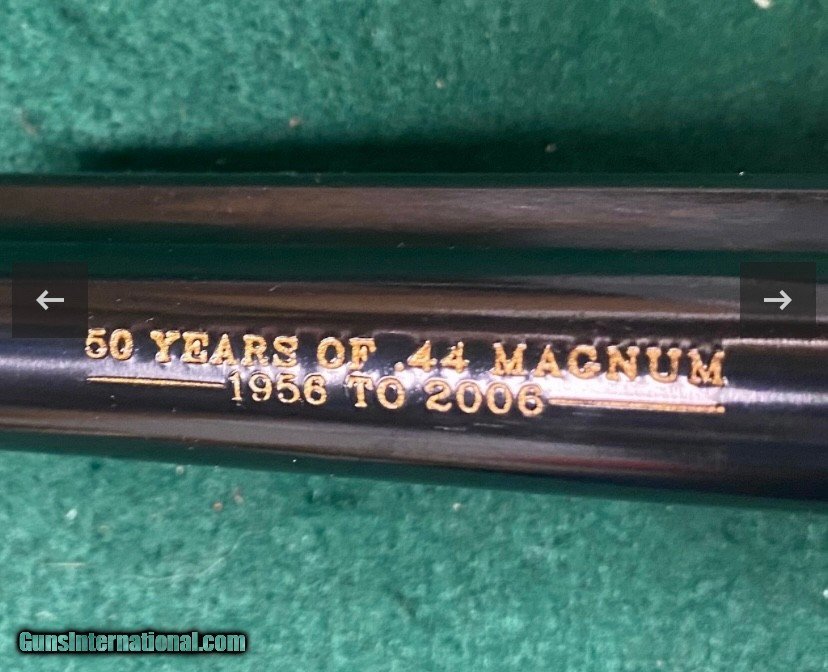 50 YEARS OF .44 MAGNUM
1956 TO 2006
GunsInternational.com